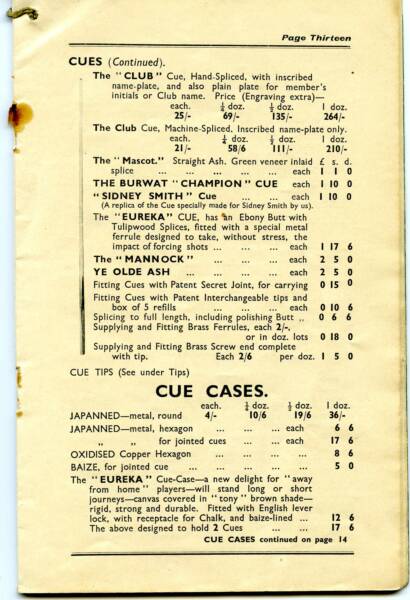 Page Thirteen
CUES (Continued).
The "CLUB" Cue, Hand-Spliced, with inscribed
name-plate, and also plain plate for member's
initials or Club name. Price (Engraving extra)—
each. ¼ doz. ½ doz. 1 doz.
25/- 69/- 135/- 264/-
The Club Cue, Machine-Spliced, Inscribed name-plate only.
each. ¼ doz. ½ doz. 1 doz.
21/- 58/6 111/- 210/-
The "Mascot." Straight Ash. Green veneer inlaid £ s. d.
splice ... ... ... ... ... each 1 1 0
THE BURWAT "CHAMPION" CUE each 1 10 0
"SIDNEY SMITH" Cue ... ... each 1 10 0
(A replica of the Cue specially made for Sidney Smith by us).
The "EUREKA" CUE, has an Ebony Butt with
Tulipwood Splices, fitted with a special metal
ferrule designed to take, without stress, the
impact of forcing shots ... ... ... each 1 17 6
The "MANNOCK" ... ... ... each 2 5 0
YE OLDE ASH ... ... ... ... each 2 5 0
Fitting Cues with Patent Secret Joint, for carrying 0 15 0
Fitting Cues with Patent Interchangeable tips and
box of 5 refills ... ... ... each 0 10 6
Splicing to full length, including polishing Butt ,, 0 6 6
Supplying and Fitting Brass Ferrules, each 2/-,
or in doz. lots 0 18 0
Supplying and Fitting Brass Screw end complete
with tip. Each 2/6 per doz. 1 5 0
CUE TIPS (See under Tips)
CUE CASES.
each. ¼ doz. ½ doz. 1 doz.
JAPANNED—metal, round 4/- 10/6 19/6 36/-
JAPANNED—metal, hexagon ... ... ... each 6 6
,, ,, for jointed cues ... ... each 17 6
OXIDISED Copper Hexagon ... ... ... 8 6
BAIZE, for jointed cue ... ... ... ... ... 5 0
The "EUREKA" Cue-Case—a new delight for "away
from home" players—will stand long or short
journeys—canvas covered in "tony" brown shade—
rigid, strong and durable. Fitted with English lever
lock, with receptacle for Chalk, and baize-lined ... 12 6
The above designed to hold 2 Cues ... ... 17 6
CUE CASES continued on page 14